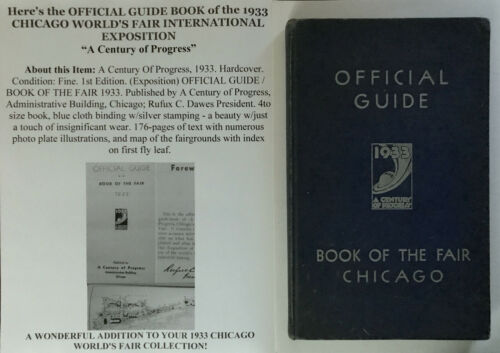 Here's the OFFICIAL GUIDE BOOK of the 1933
CHICAGO WORLD'S FAIR INTERNATIONAL
EXPOSITION
“A Century of Progress”
About this Item: A Century Of Progress, 1933. Hardcover.
Condition: Fine. 1st Edition. (Exposition) OFFICIAL GUIDE /
BOOK OF THE FAIR 1933. Published by A Century of Progress,
Administrative Building, Chicago; Rufux C. Dawes President. 4to
size book, blue cloth binding w/silver stamping - a beauty w/just
a touch of insignificant wear. 176-pages of text with numerous
photo plate illustrations, and map of the fairgrounds with index
on first fly leaf.
OFFICIAL GUIDE
BOOK OF THE FAIR
1933
A Century of Progress
Administration Building
Chicago
Forew
A WONDERFUL ADDITION TO YOUR 1933 CHICAGO
WORLD'S FAIR COLLECTION!
OFFICIAL
GUIDE
1933
A CENTURY
OF PROGRESS
BOOK OF THE FAIR
CHICAGO